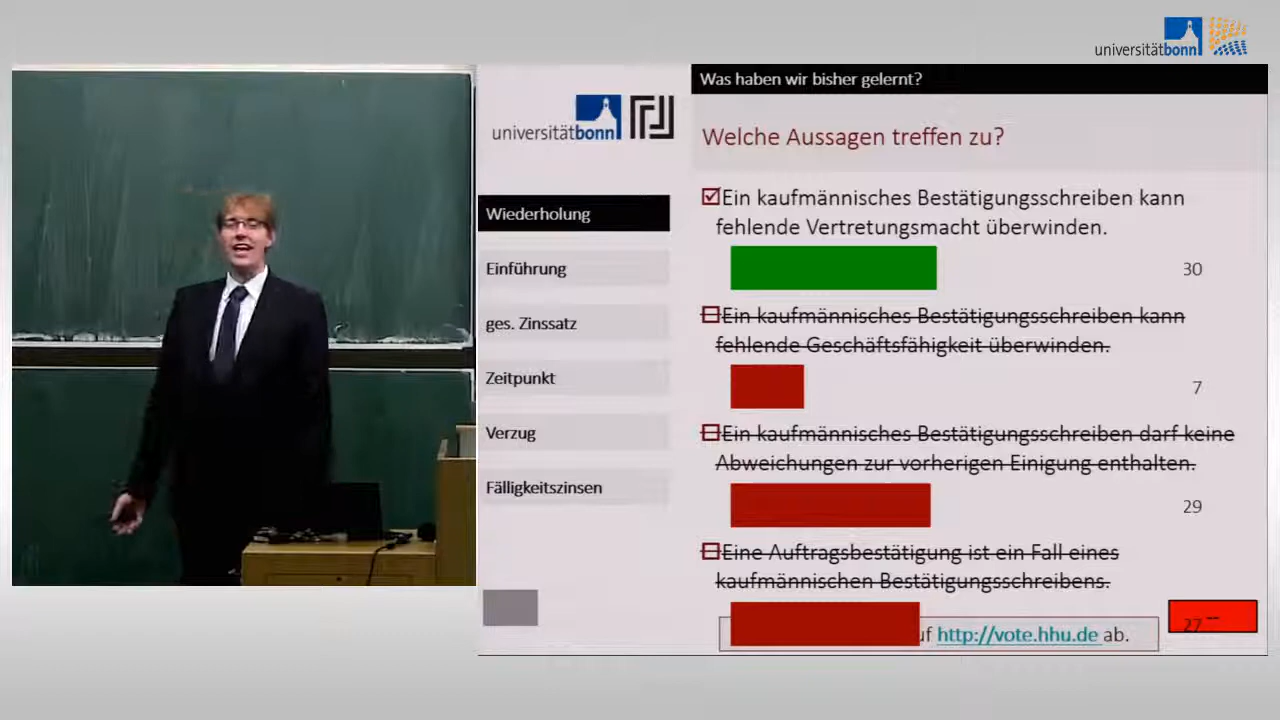 universitätbonn
Was haben wir bisher gelernt?
universitätbonn
Welche Aussagen treffen zu?
Wiederholung
Einführung
ges. Zinssatz
Zeitpunkt
Verzug
Fälligkeitszinsen
Ein kaufmännisches Bestätigungsschreiben kann
fehlende Vertretungsmacht überwinden.
30
Ein kaufmännisches Bestätigungsschreiben kann
fehlende Geschäftsfähigkeit überwinden.
7
Ein kaufmännisches Bestätigungsschreiben darf keine
Abweichungen zur vorherigen Einigung enthalten.
29
Eine Auftragsbestätigung ist ein Fall eines
kaufmännischen Bestätigungsschreibens.
27
http://vote.hhu.de ab.